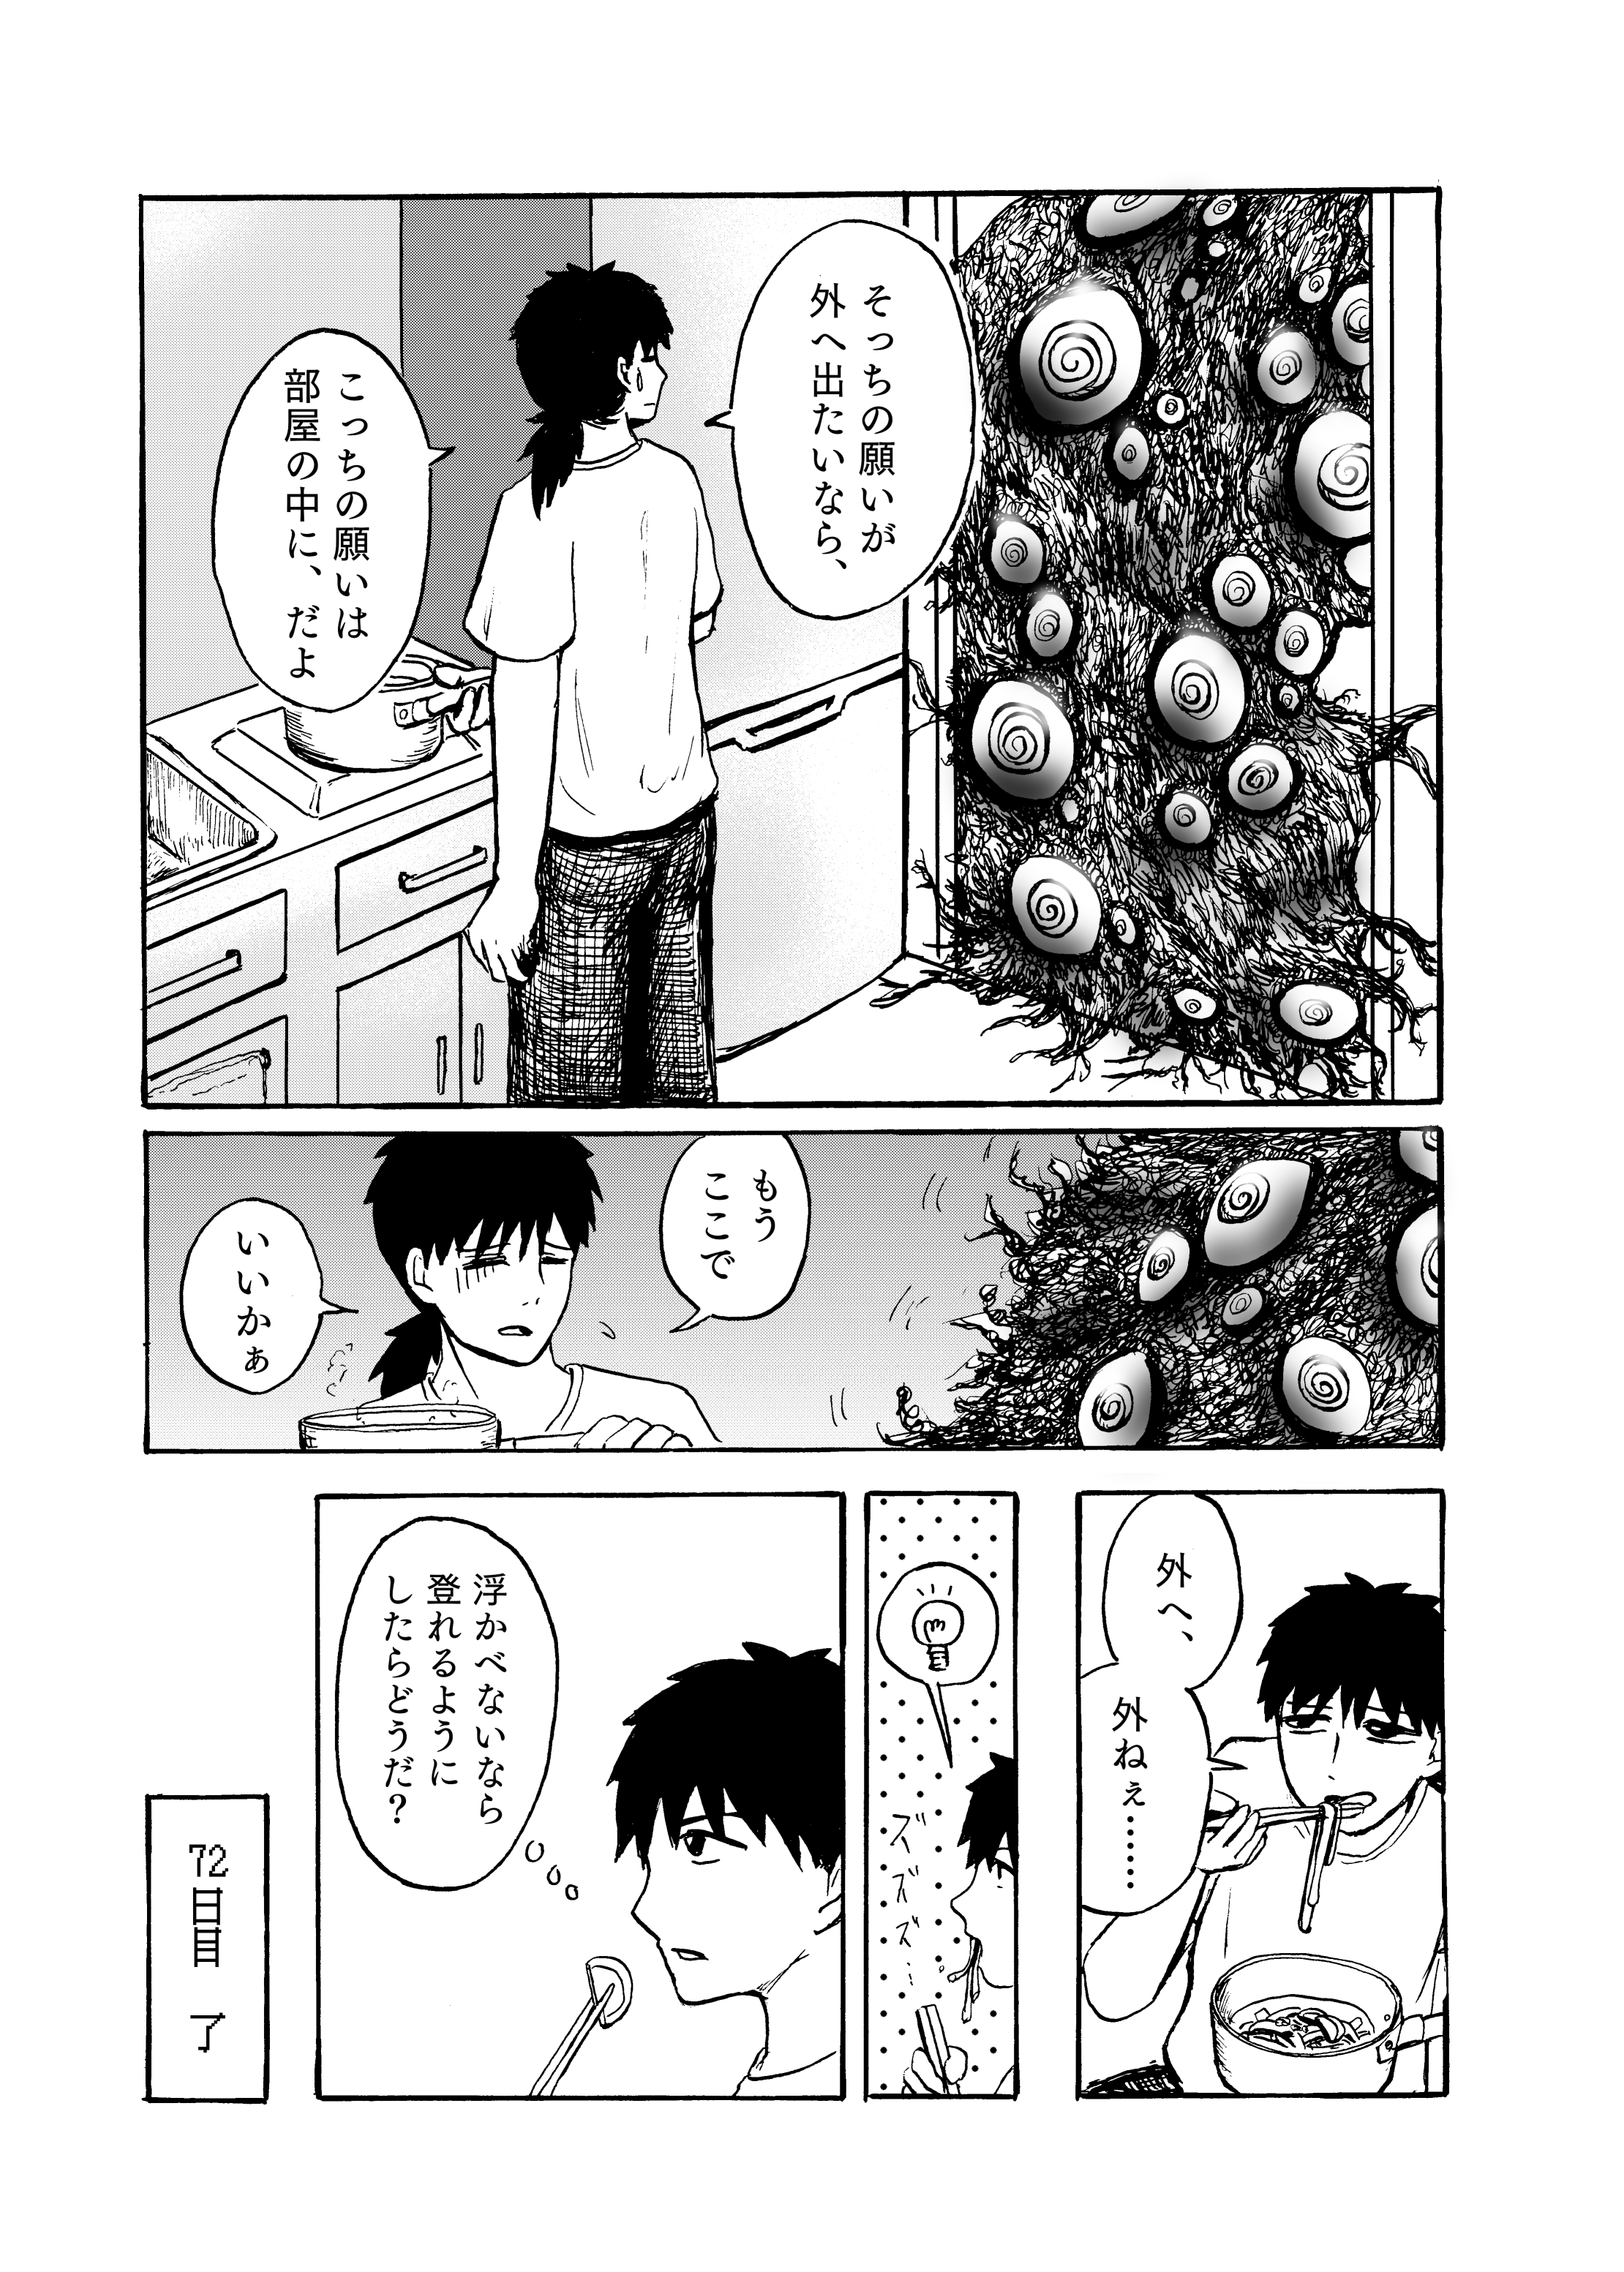 そっちの願いが
外へ出たいなら、
こっちの願いは
部屋の中に、だよ
もう
ここで
いいかぁ
外へ、
外ねぇ……
ズズズズ…
浮かべないなら
登れるように
したらどうだ?
72日目 了